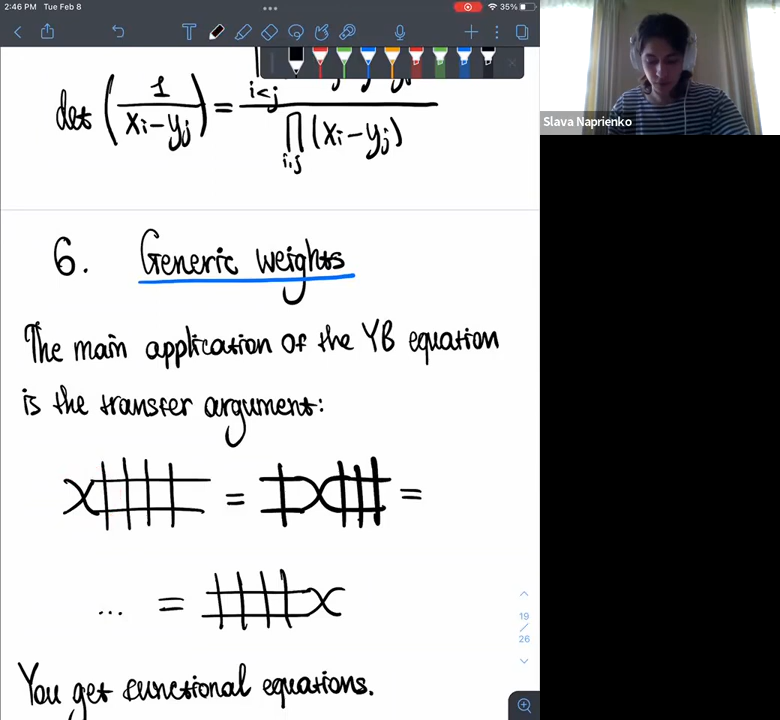 2:46 PM Tue Feb 8
35%
det (1/(xi-yj)) =
i<j
∏ (xi-yj)
i,j
Slava Naprienko
6. Generic weights
The main application of the YB equation
is the transfer argument:
= =
... =
You get functional equations.
19
/
26